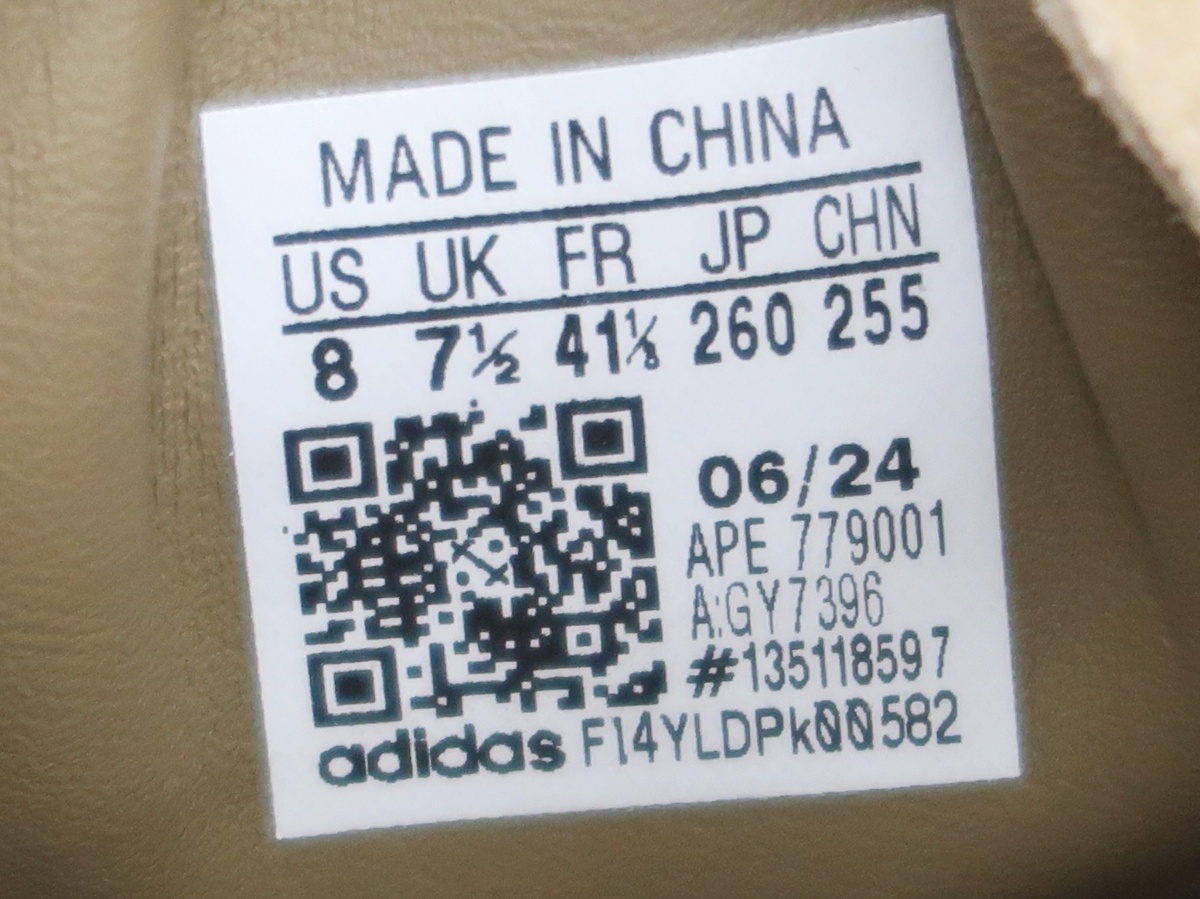 MADE IN CHINA
US UK FR JP CHN
8 7½ 41⅓ 260 255
06/24
APE 779001
A:GY7396
#135118597
adidas F14YLDPk00582